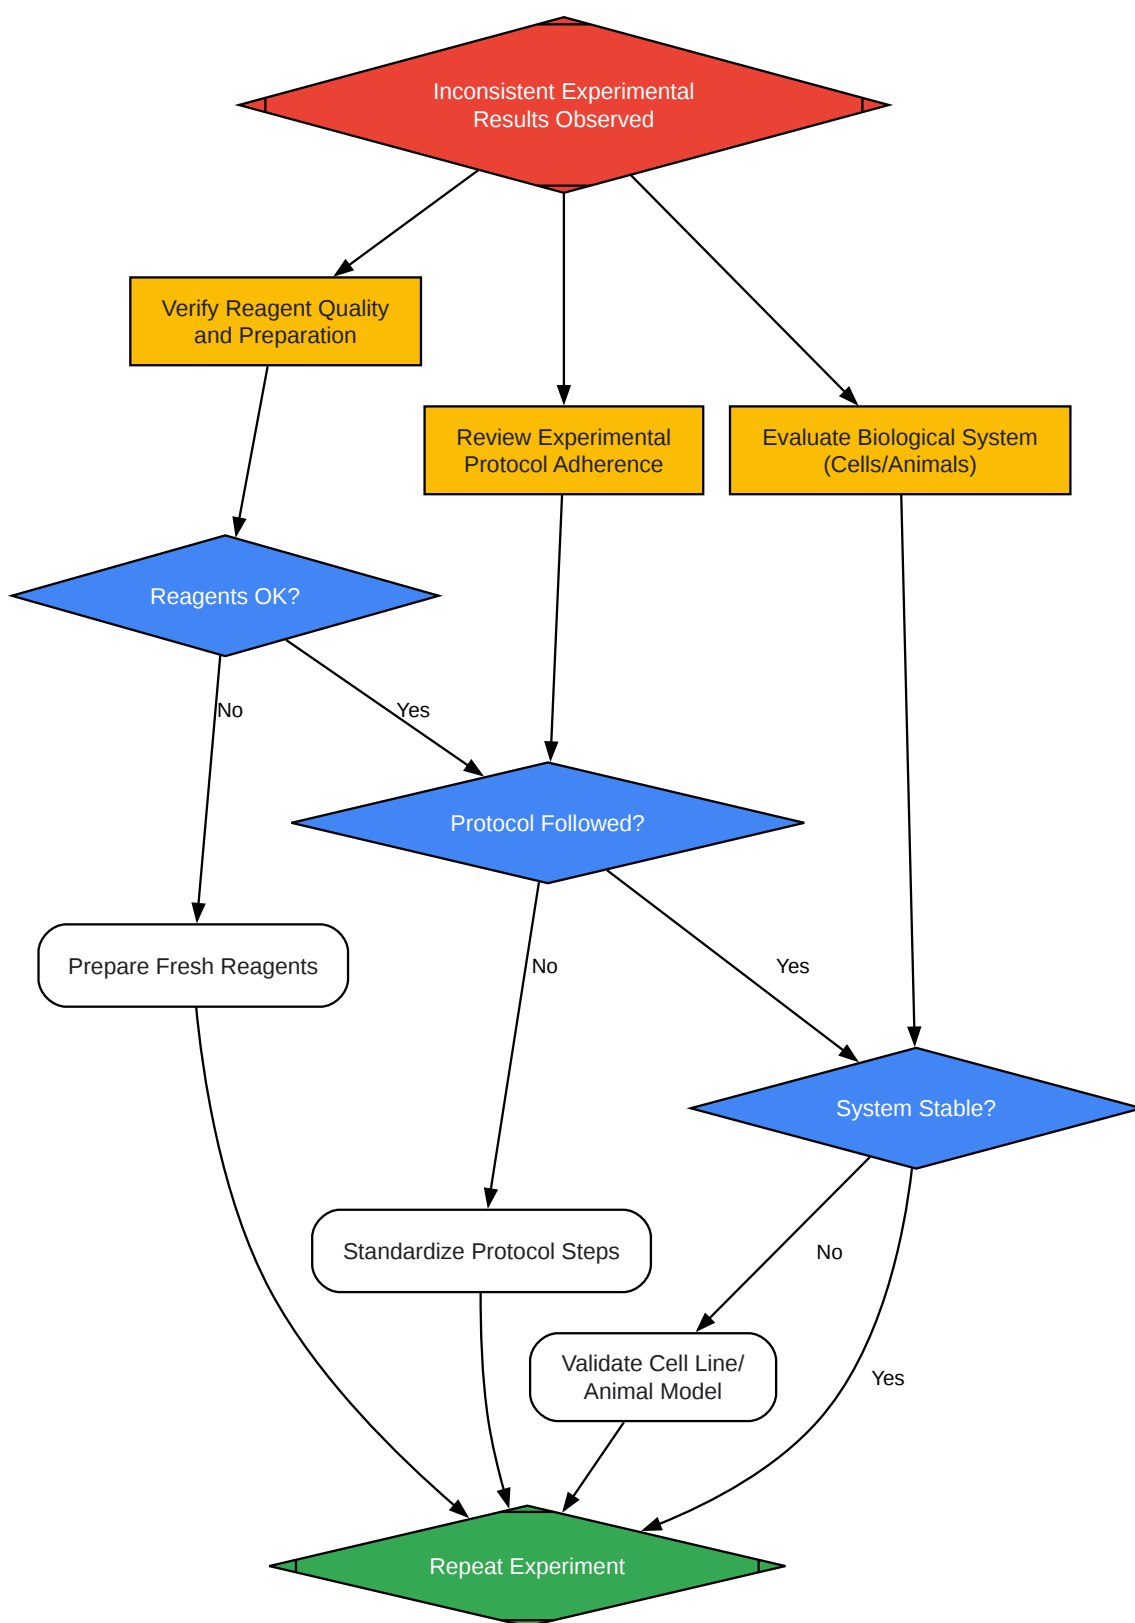 Inconsistent Experimental
Results Observed
Verify Reagent Quality
and Preparation
Review Experimental
Protocol Adherence
Evaluate Biological System
(Cells/Animals)
Reagents OK?
No
Yes
Protocol Followed?
Prepare Fresh Reagents
No
Yes
System Stable?
Standardize Protocol Steps
No
Validate Cell Line/
Animal Model
Yes
Repeat Experiment